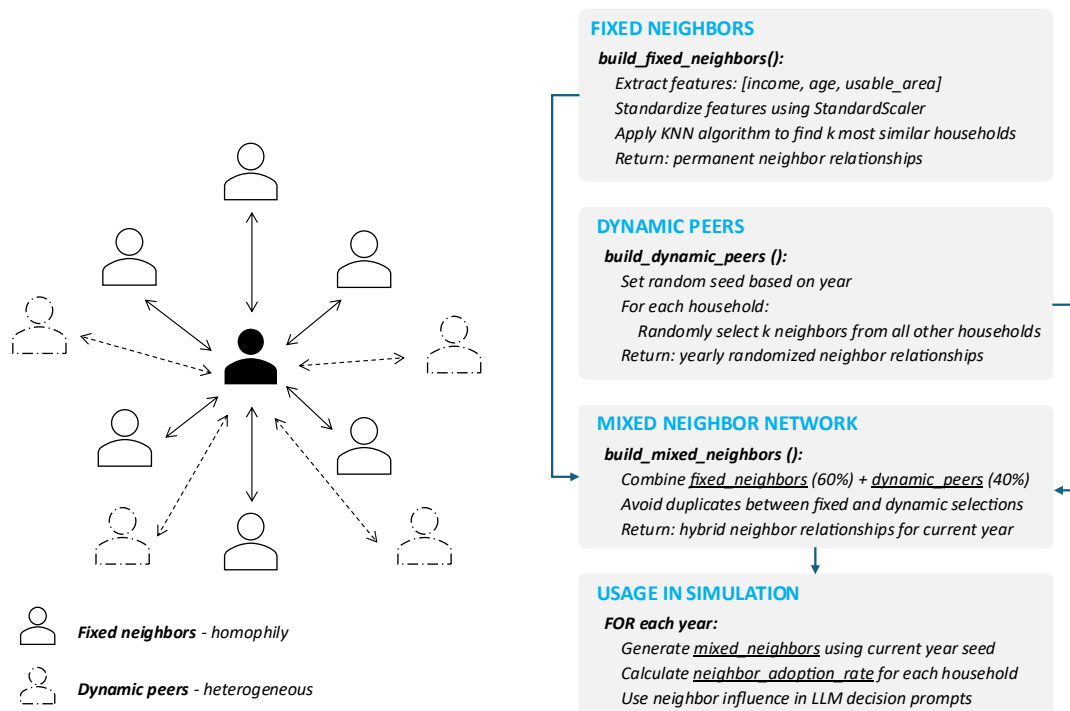 FIXED NEIGHBORS
build_fixed_neighbors():
Extract features: [income, age, usable_area]
Standardize features using StandardScaler
Apply KNN algorithm to find k most similar households
Return: permanent neighbor relationships
DYNAMIC PEERS
build_dynamic_peers ():
Set random seed based on year
For each household:
Randomly select k neighbors from all other households
Return: yearly randomized neighbor relationships
MIXED NEIGHBOR NETWORK
build_mixed_neighbors ():
Combine fixed_neighbors (60%) + dynamic_peers (40%)
Avoid duplicates between fixed and dynamic selections
Return: hybrid neighbor relationships for current year
USAGE IN SIMULATION
FOR each year:
Generate mixed_neighbors using current year seed
Calculate neighbor_adoption_rate for each household
Use neighbor influence in LLM decision prompts
Fixed neighbors - homophily
Dynamic peers - heterogeneous